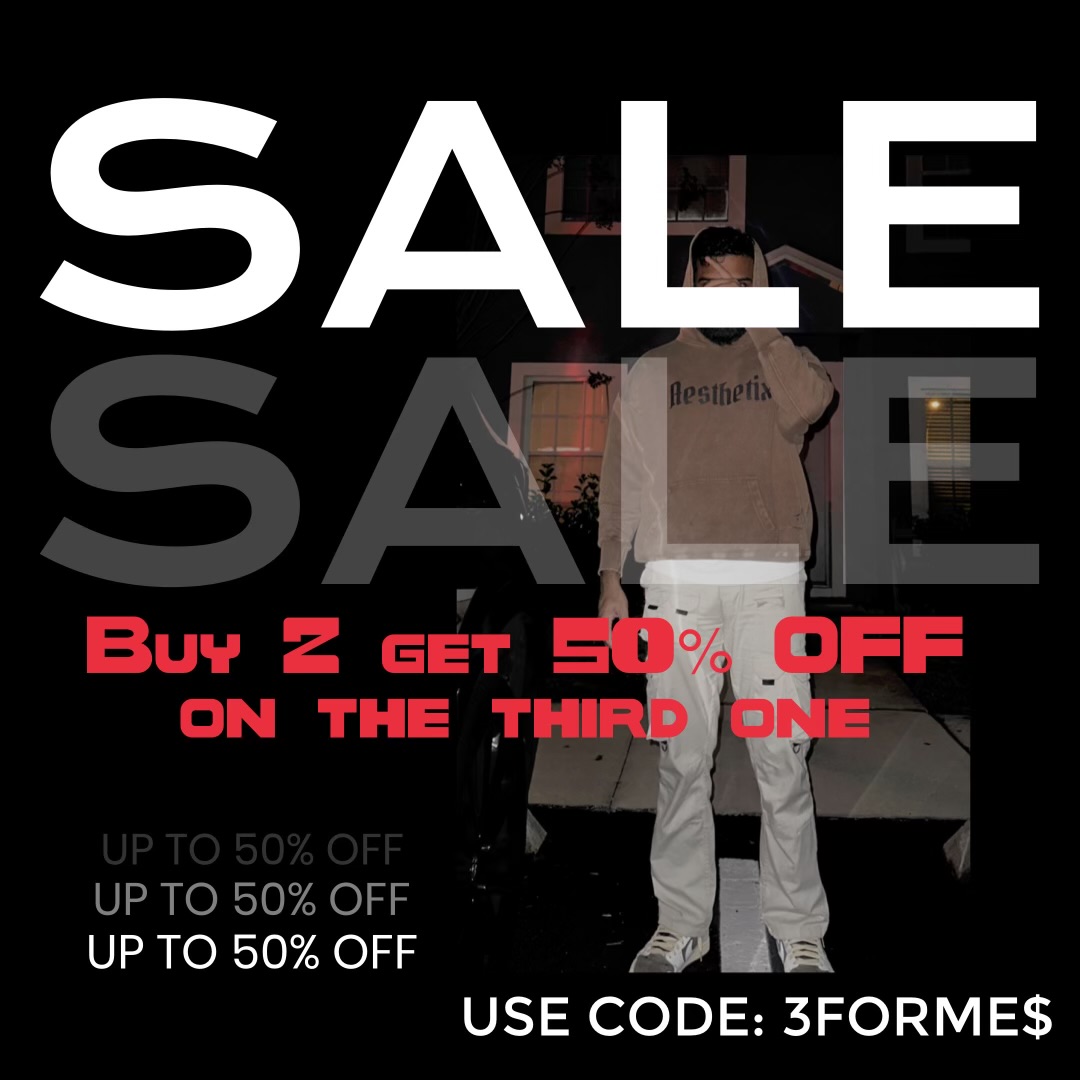 SALE
SALE
Aesthetix
Buy 2 get 50% OFF
on the third one
UP TO 50% OFF
UP TO 50% OFF
UP TO 50% OFF
USE CODE: 3FORME$